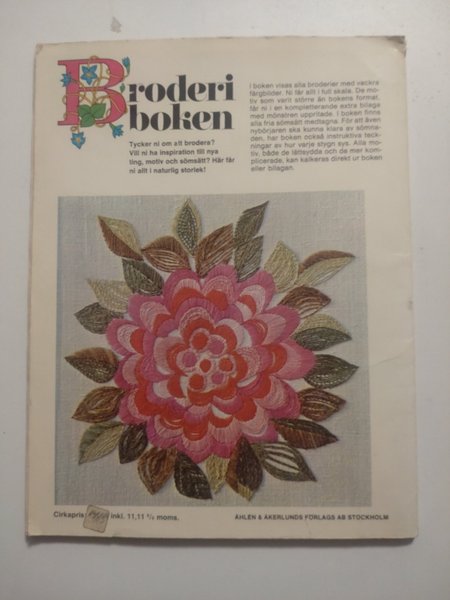 Broderi
boken
Tycker ni om att brodera?
Vill ni ha inspiration till nya
ting, motiv och sömsätt? Här får
ni allt i naturlig storlek!
I boken visas alla broderier med vackra
färgbilder. Ni får allt i full skala. De mo-
tiv som varit större än bokens format,
får ni i en kompletterande extra bilaga
med mönstren uppritade. I boken finns
alla fria sömsätt medtagna. För att även
nybörjaren ska kunna klara av sömna-
den, har boken också instruktiva teck-
ningar av hur varje stygn sys. Alla mo-
tiv, både de lättsydda och de mer kom-
plicerade, kan kalkeras direkt ur boken
eller bilagan.
Cirkapris: inkl. 11,11 % moms.
ÅHLÉN & ÅKERLUNDS FÖRLAGS AB STOCKHOLM